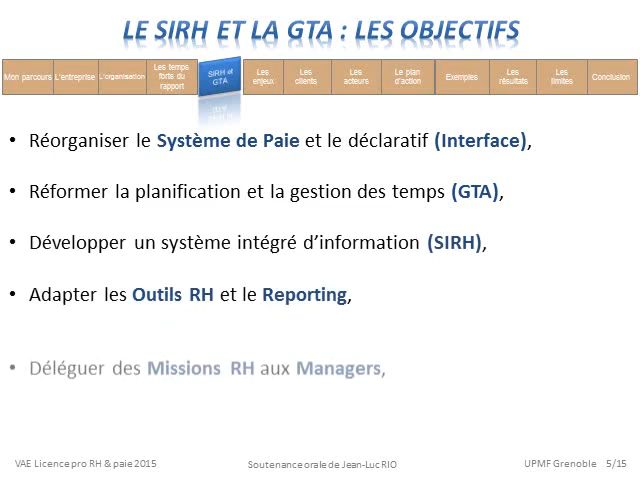 LE SIRH ET LA GTA : LES OBJECTIFS
Mon parcours
L'entreprise
L'organisation
Les temps
forts du
rapport
SIRH et
GTA
Les
enjeux
Les
clients
Les
acteurs
Le plan
d'action
Exemples
Les
résultats
Les
limites
Conclusion
• Réorganiser le Système de Paie et le déclaratif (Interface),
• Réformer la planification et la gestion des temps (GTA),
• Développer un système intégré d'information (SIRH),
• Adapter les Outils RH et le Reporting,
• Déléguer des Missions RH aux Managers,
VAE Licence pro RH & paie 2015
Soutenance orale de Jean-Luc RIO
UPMF Grenoble 5/15